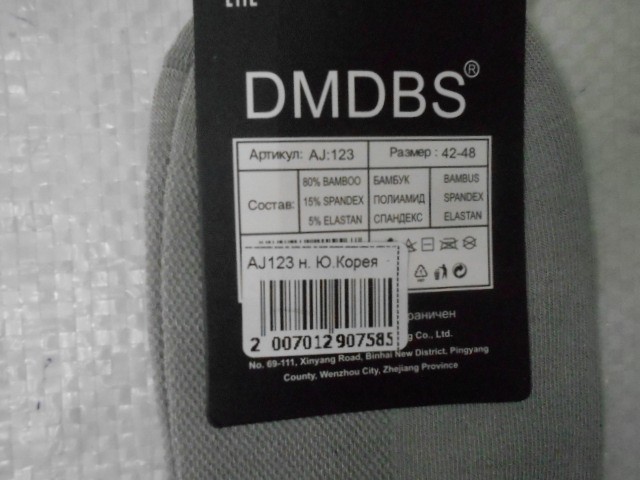 DMDBS®
Артикул: AJ:123 Размер : 42-48
Состав:
80% BAMBOO БАМБУК BAMBUS
15% SPANDEX ПОЛИАМИД SPANDEX
5% ELASTAN СПАНДЕКС ELASTAN
AJ123 н. Ю.Корея
2 007012 907585
раничен
g Co., Ltd.
No. 69-111, Xinyang Road, Binhai New District, Pingyang
County, Wenzhou City, Zhejiang Province